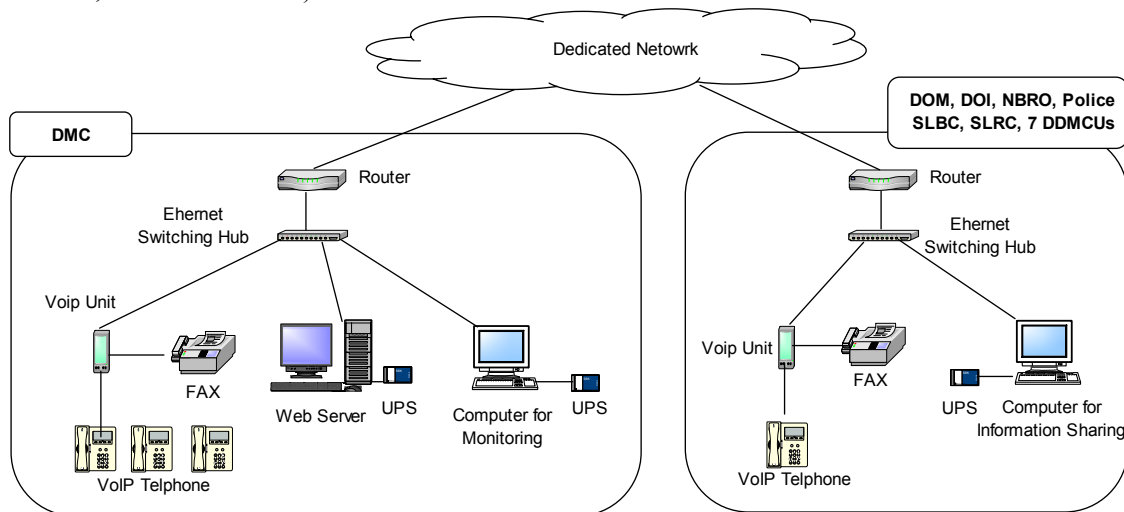 Dedicated Netowrk
DMC
Router
Ehernet
Switching Hub
Voip Unit
FAX
Web Server
UPS
Computer for
Monitoring
UPS
VoIP Telphone
DOM, DOI, NBRO, Police
SLBC, SLRC, 7 DDMCUs
Router
Ehernet
Switching Hub
Voip Unit
FAX
UPS
Computer for
Information Sharing
VoIP Telphone